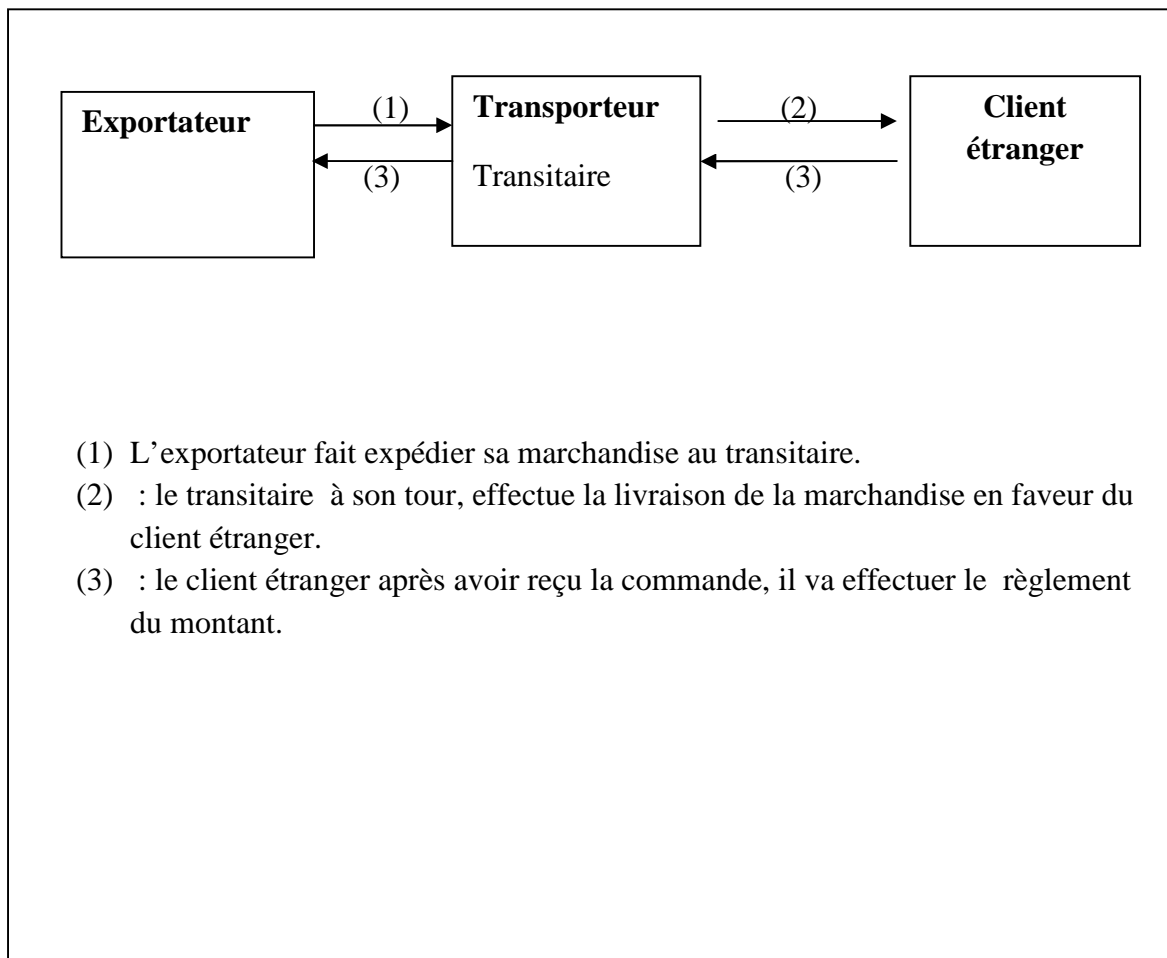 Exportateur
(1)
Transporteur
(2)
Client
étranger
(3)
Transitaire
(3)
(1) L’exportateur fait expédier sa marchandise au transitaire.
(2) : le transitaire à son tour, effectue la livraison de la marchandise en faveur du
client étranger.
(3) : le client étranger après avoir reçu la commande, il va effectuer le règlement
du montant.